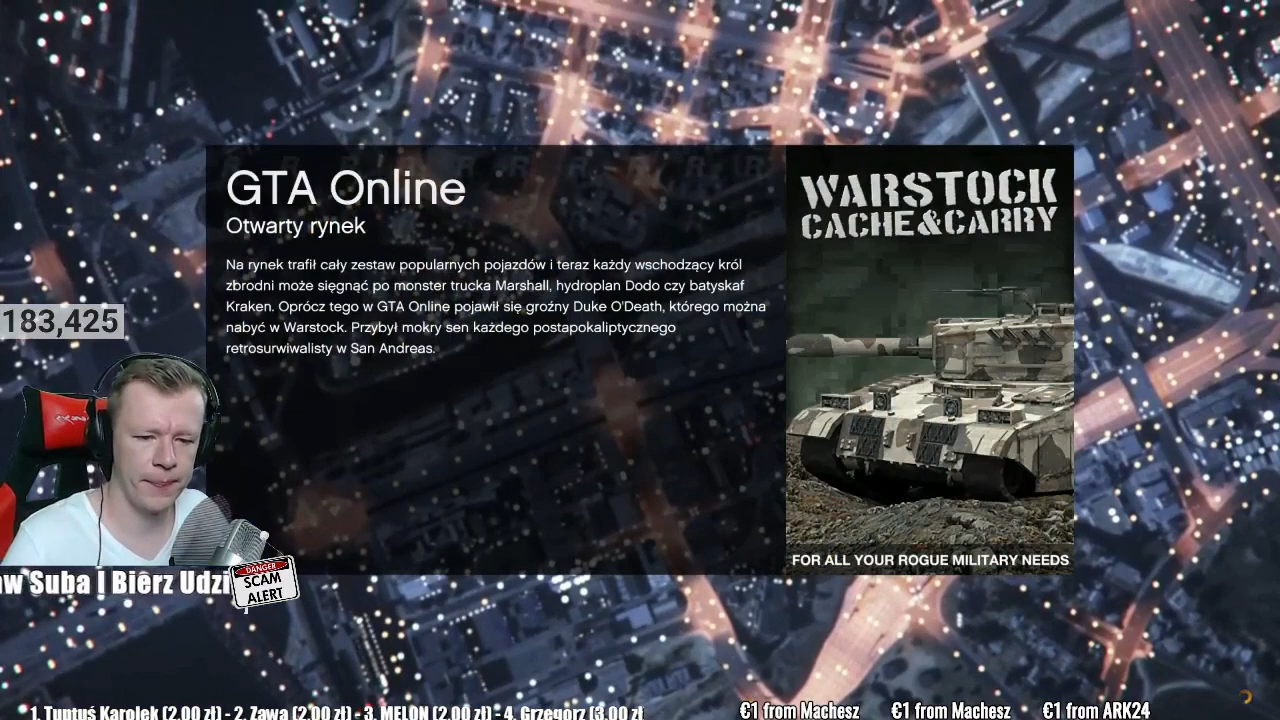 GTA Online
Otwarty rynek
Na rynek trafił cały zestaw popularnych pojazdów i teraz każdy wschodzący król
zbrodni może sięgnąć po monster trucka Marshall, hydroplan Dodo czy batyskaf
Kraken. Oprócz tego w GTA Online pojawił się groźny Duke O'Death, którego można
nabyć w Warstock. Przybył mokry sen każdego postapokaliptycznego
retrosurwiwalisty w San Andreas.
WARSTOCK
CACHE&CARRY
FOR ALL YOUR ROGUE MILITARY NEEDS
183,425
aw Suba | Bierz Udzi
DANGER
SCAM
ALERT
1. Tuptuś Karolek (2,00 zł) - 2. Zawa (2,00 zł) - 3. MELON (2,00 zł) - 4. Grzegorz (3,00 zł
€1 from Machesz €1 from Machesz €1 from ARK24